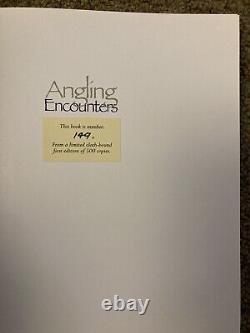 Angling
Encounters
This book is number:
149.
From a limited cloth-bound
first edition of 500 copies.